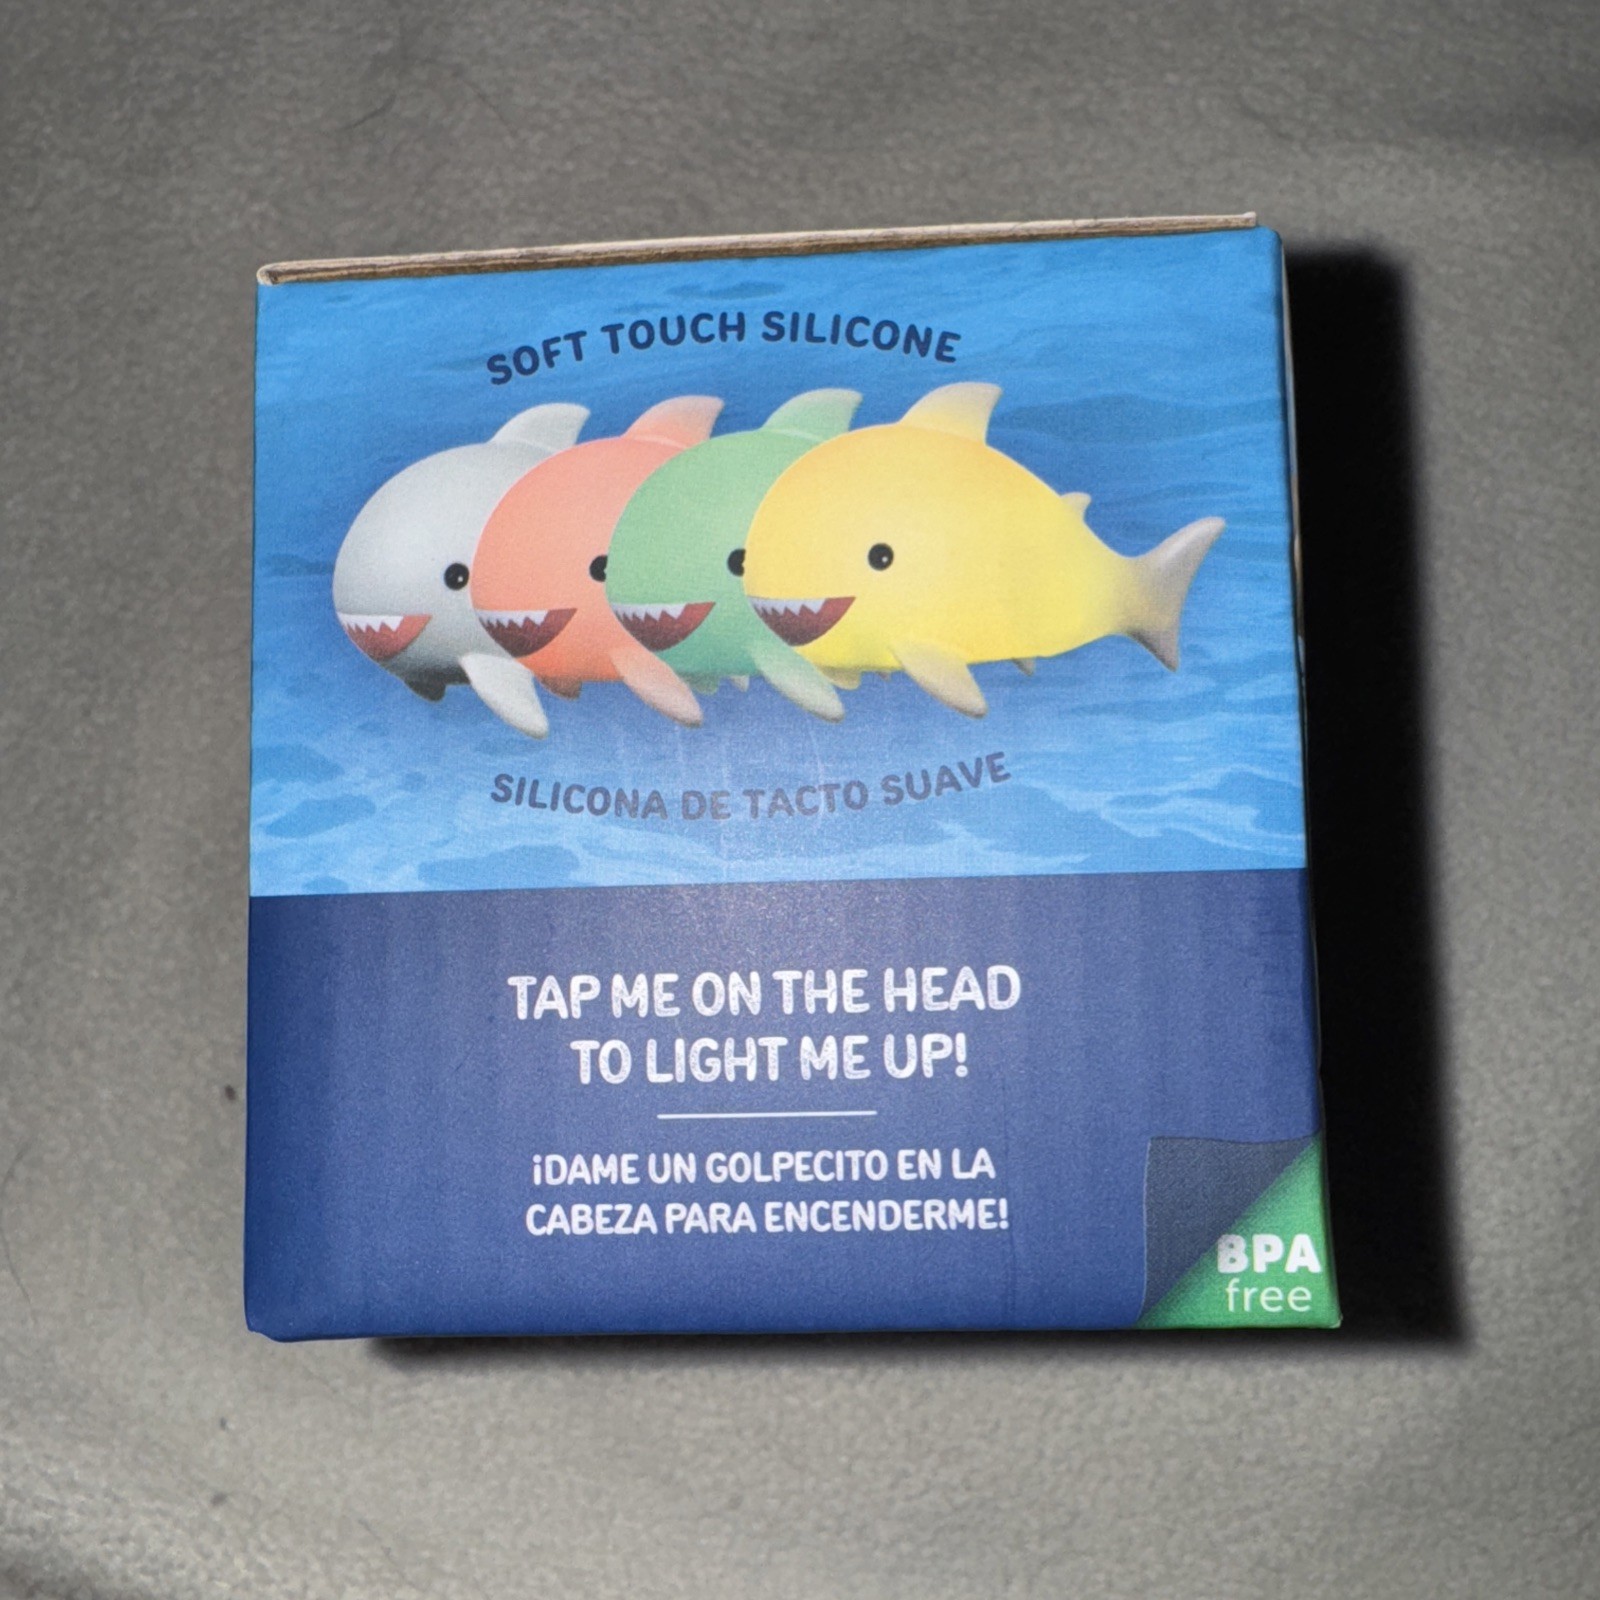 SOFT TOUCH SILICONE
SILICONA DE TACTO SUAVE
TAP ME ON THE HEAD
TO LIGHT ME UP!
¡DAME UN GOLPECITO EN LA
CABEZA PARA ENCENDERME!
BPA
free